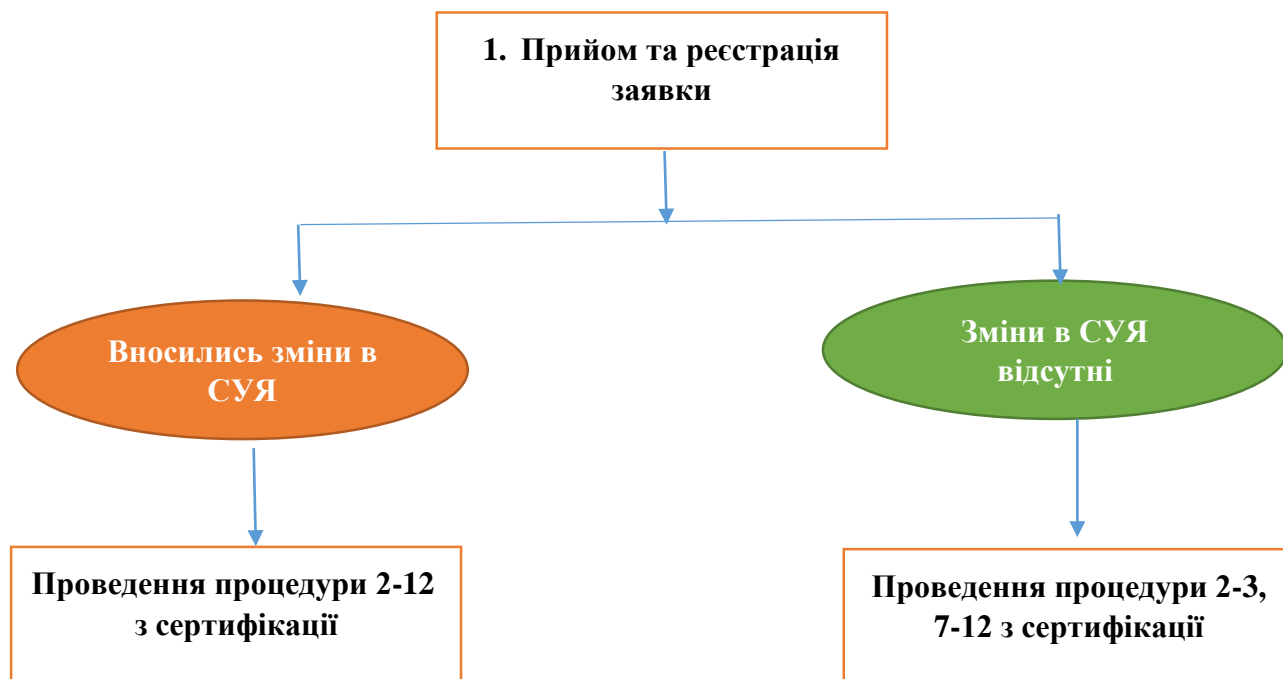 1. Прийом та реєстрація
заявки
Вносились зміни в
СУЯ
Зміни в СУЯ
відсутні
Проведення процедури 2-12
з сертифікації
Проведення процедури 2-3,
7-12 з сертифікації